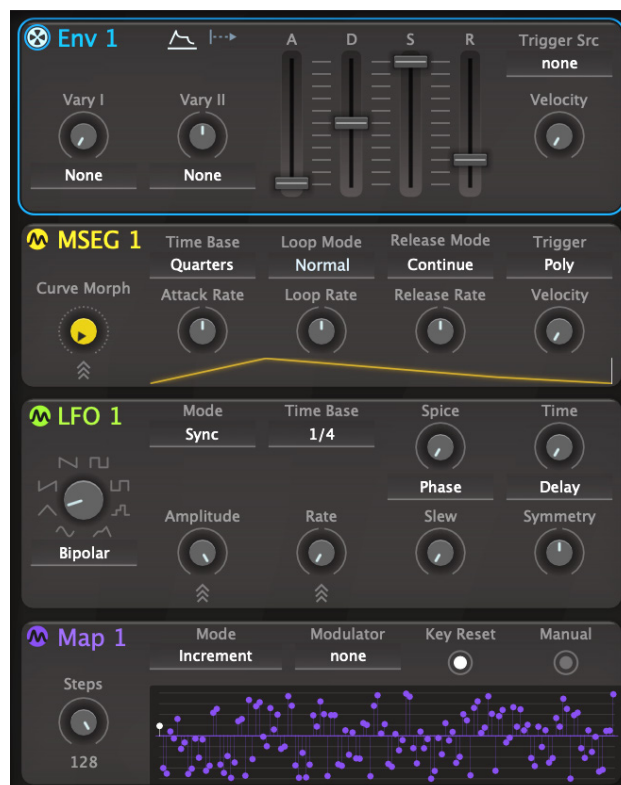 Env 1
A D S R
Trigger Src
none
Vary I
Vary II
Velocity
None
None
MSEG 1
Time Base
Loop Mode
Release Mode
Trigger
Quarters
Normal
Continue
Poly
Curve Morph
Attack Rate
Loop Rate
Release Rate
Velocity
LFO 1
Mode
Time Base
Spice
Time
Sync
1/4
Phase
Delay
Amplitude
Rate
Slew
Symmetry
Bipolar
Map 1
Mode
Modulator
Key Reset
Manual
Increment
none
Steps
128